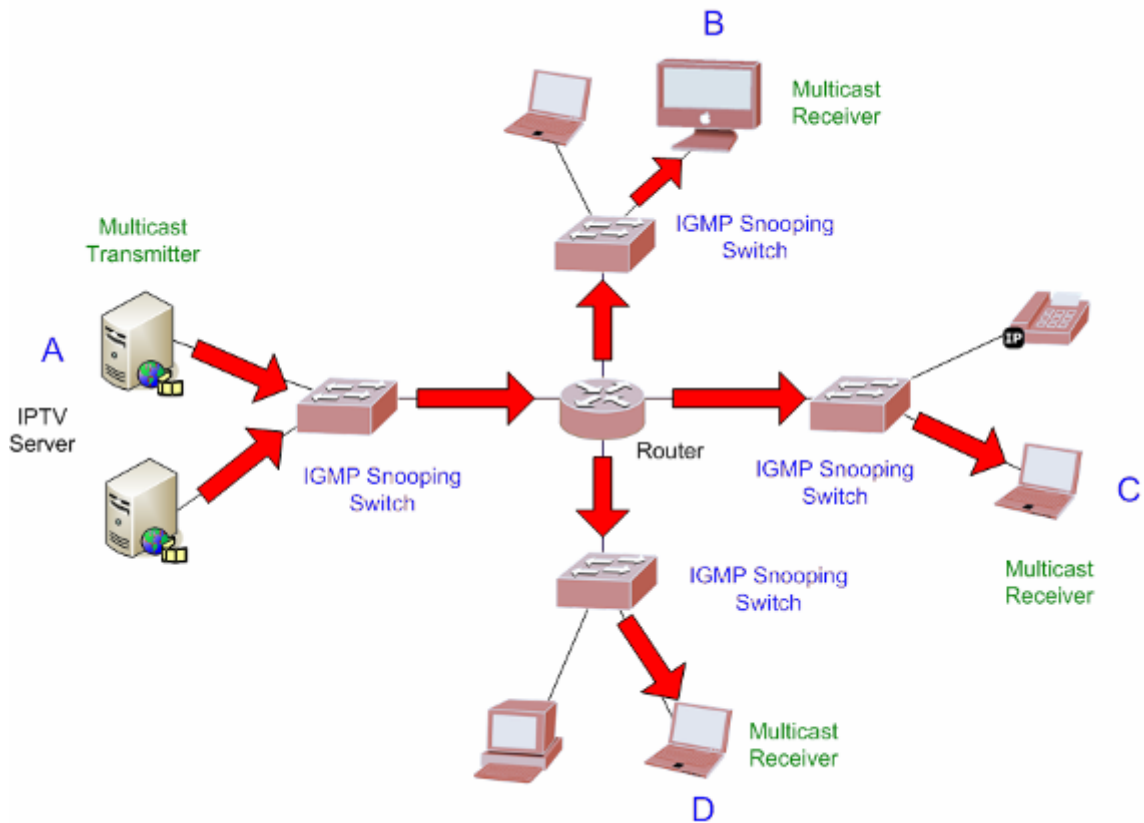 B
Multicast
Receiver
IGMP Snooping
Switch
Multicast
Transmitter
A
IPTV
Server
IGMP Snooping
Switch
Router
IP
IGMP Snooping
Switch
C
Multicast
Receiver
IGMP Snooping
Switch
Multicast
Receiver
D